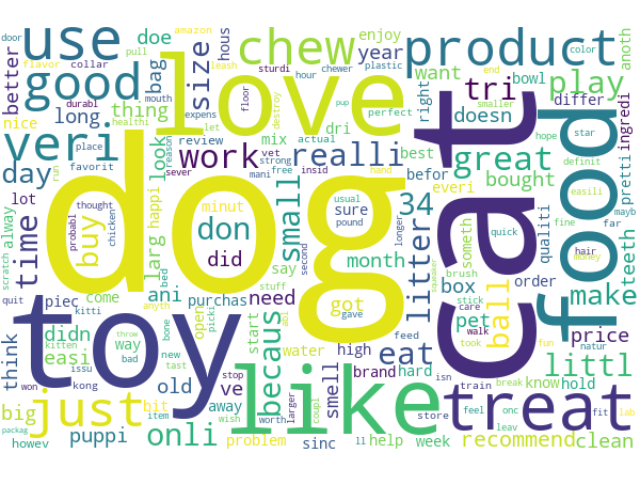 door
amazon
collar
flavor
pull
doe
use
better
bag
nice
good
durabl
mouth
healthi
expens
long
thing
size
veri
place
favorit
day
lot
run
look
reason
love
leash
sturdi
hour
chewer
floor
destroy
let
review
chew
hous
enjoy
year
plastic
pup
perfect
product
want
play
right
color
anoth
bowl
differ
tri
doesn
smaller
end
star
hope
definit
pretti
ingredi
mix
dri
actual
work
vet
strong
free
insid
mani
sever
hand
realli
best
befor
great
bought
everi
easili
mayb
dog
cat
food
time
alway
scratch
buy
probabl
thought
chicken
larg
happi
minut
don
did
bed
stuff
say
small
sure
usual
pound
second
longer
month
34
litter
someth
quick
qualiti
fine
far
hair
money
natur
teeth
make
quit
kitti
piec
come
ani
purchas
need
got
gave
abl
squeaker
box
order
brush
stick
care
walk
pet
ball
took
fun
price
toy
think
didn
kitten
throw
anyth
way
bad
bone
tast
picki
open
start
water
high
feed
brand
smell
hard
eat
isn
train
break
know
hold
littl
easi
issu
won
kong
new
item
old
ve
stop
away
wish
becaus
like
larger
coupl
worth
store
feel
onc
leav
fit
lab
treat
just
big
bit
packag
howev
puppi
onli
problem
sinc
11
help
week
recommend
clean